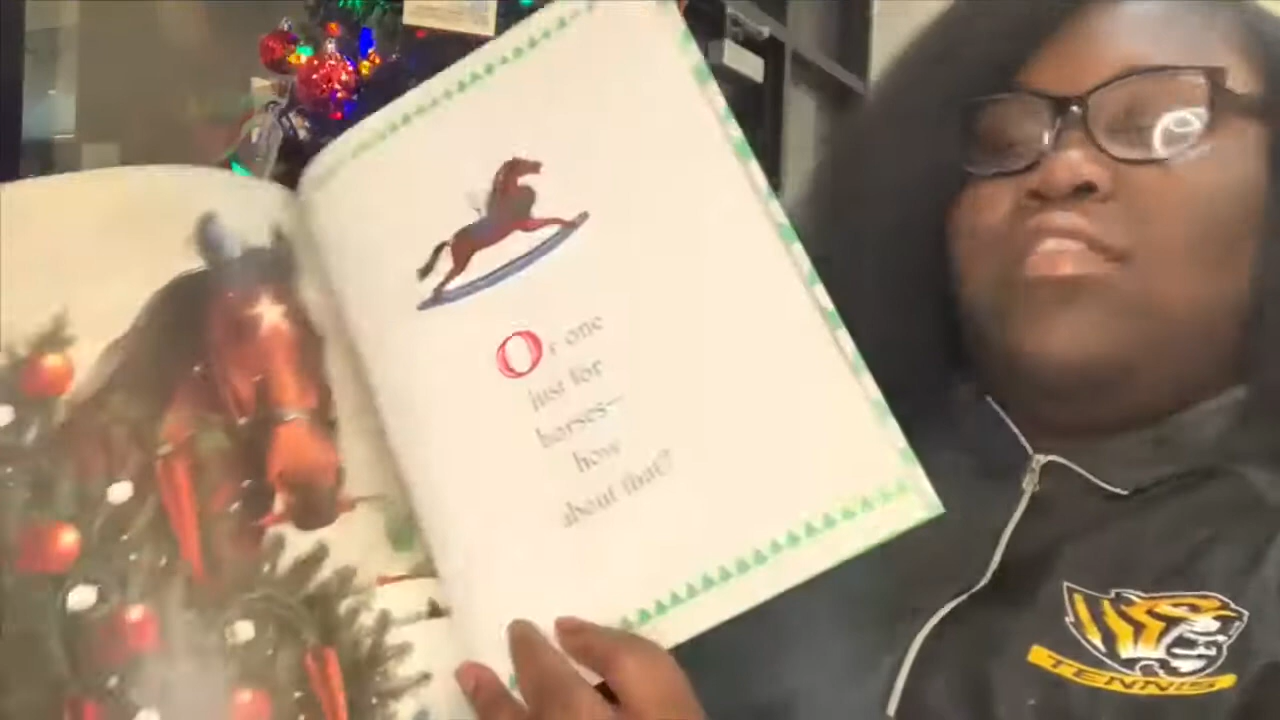 Or one
just for
horses—
how
about that?
TENNIS